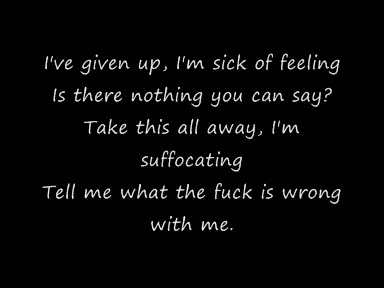 I've given up, I'm sick of feeling
Is there nothing you can say?
Take this all away, I'm
suffocating
Tell me what the fuck is wrong
with me.